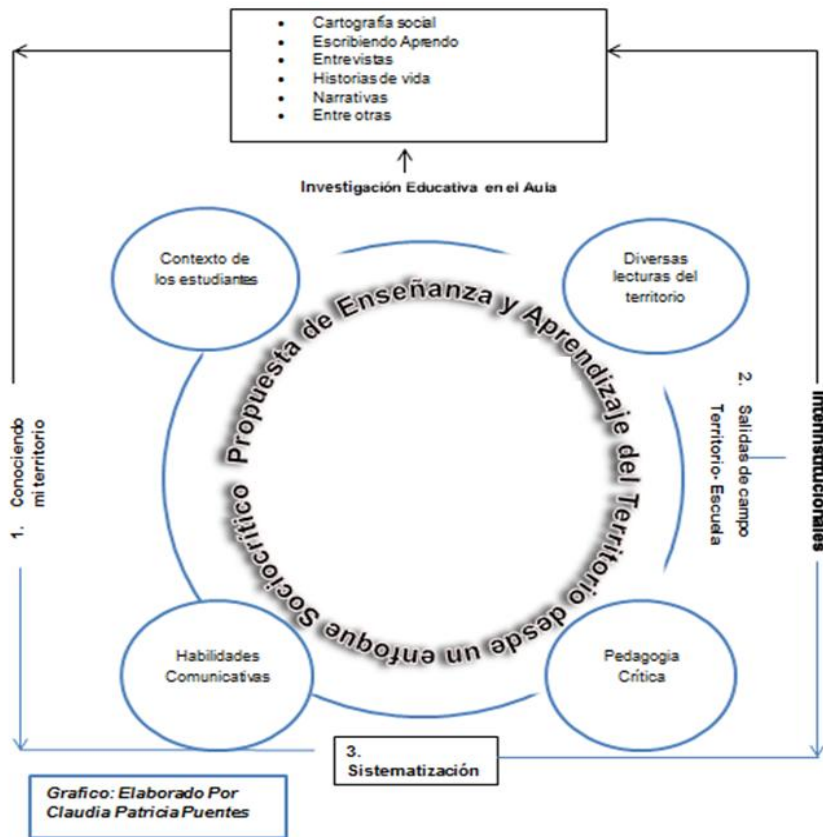 Cartografía social
Escribiendo Aprendo
Entrevistas
Historias de vida
Narrativas
Entre otras
Investigación Educativa en el Aula
Contexto de
los estudiantes
Diversas
lecturas del
territorio
Propuesta de Enseñanza y Aprendizaje del Territorio desde un enfoque Sociocritico
1. Conociendo
mi territorio
2. Salidas de campo
Territorio- Escuela
Interinstitucionales
Habilidades
Comunicativas
Pedagogia
Crítica
3.
Sistematización
Grafico: Elaborado Por
Claudia Patricia Puentes